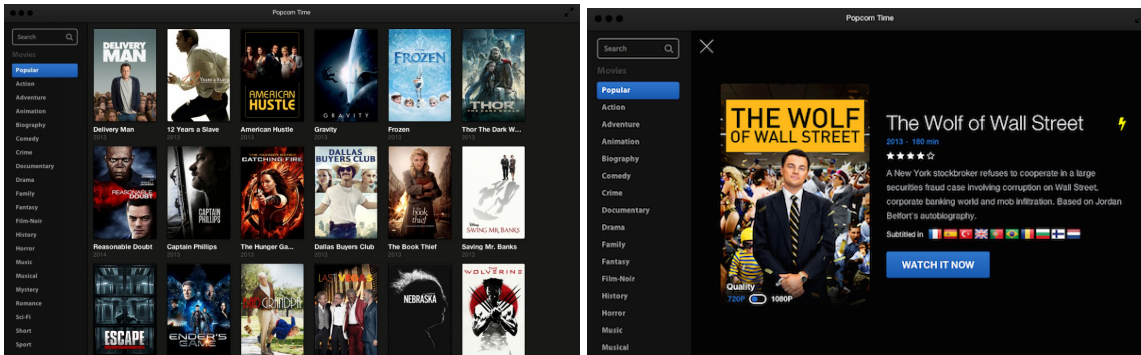 Popcorn Time
Search
Movies
Popular
Action
Adventure
Animation
Biography
Comedy
Crime
Documentary
Drama
Family
Fantasy
Film-Noir
History
Horror
Music
Musical
Mystery
Romance
Sci-Fi
Short
Sport
DELIVERY
MAN
AMERICAN
HUSTLE
GRAVITY
FROZEN
THOR
THE DARK WORLD
Delivery Man
12 Years a Slave
American Hustle
Gravity
Frozen
Thor The Dark W...
2013
2013
2013
2013
2013
2013
REASONABLE
DOUBT
CAPTAIN
PHILLIPS
CATCHING FIRE
DALLAS
BUYERS CLUB
the
book
thief
Disney
SAVING MR. BANKS
Reasonable Doubt
Captain Phillips
The Hunger Ga...
Dallas Buyers Club
The Book Thief
Saving Mr. Banks
2014
2013
2013
2013
2013
2013
ESCAPE
ENDER'S
GAME
GRANDPA
LAST VEGAS
NEBRASKA
THE
WOLVERINE
Popcorn Time
Search
Movies
Popular
Action
Adventure
Animation
Biography
Comedy
Crime
Documentary
Drama
Family
Fantasy
Film-Noir
History
Horror
Music
Musical
THE WOLF
OF WALL STREET
Quality
720P 1080P
The Wolf of Wall Street
2013 - 180 min
A New York stockbroker refuses to cooperate in a large
securities fraud case involving corruption on Wall Street,
corporate banking world and mob infiltration. Based on Jordan
Belfort's autobiography.
Subtitled in
WATCH IT NOW